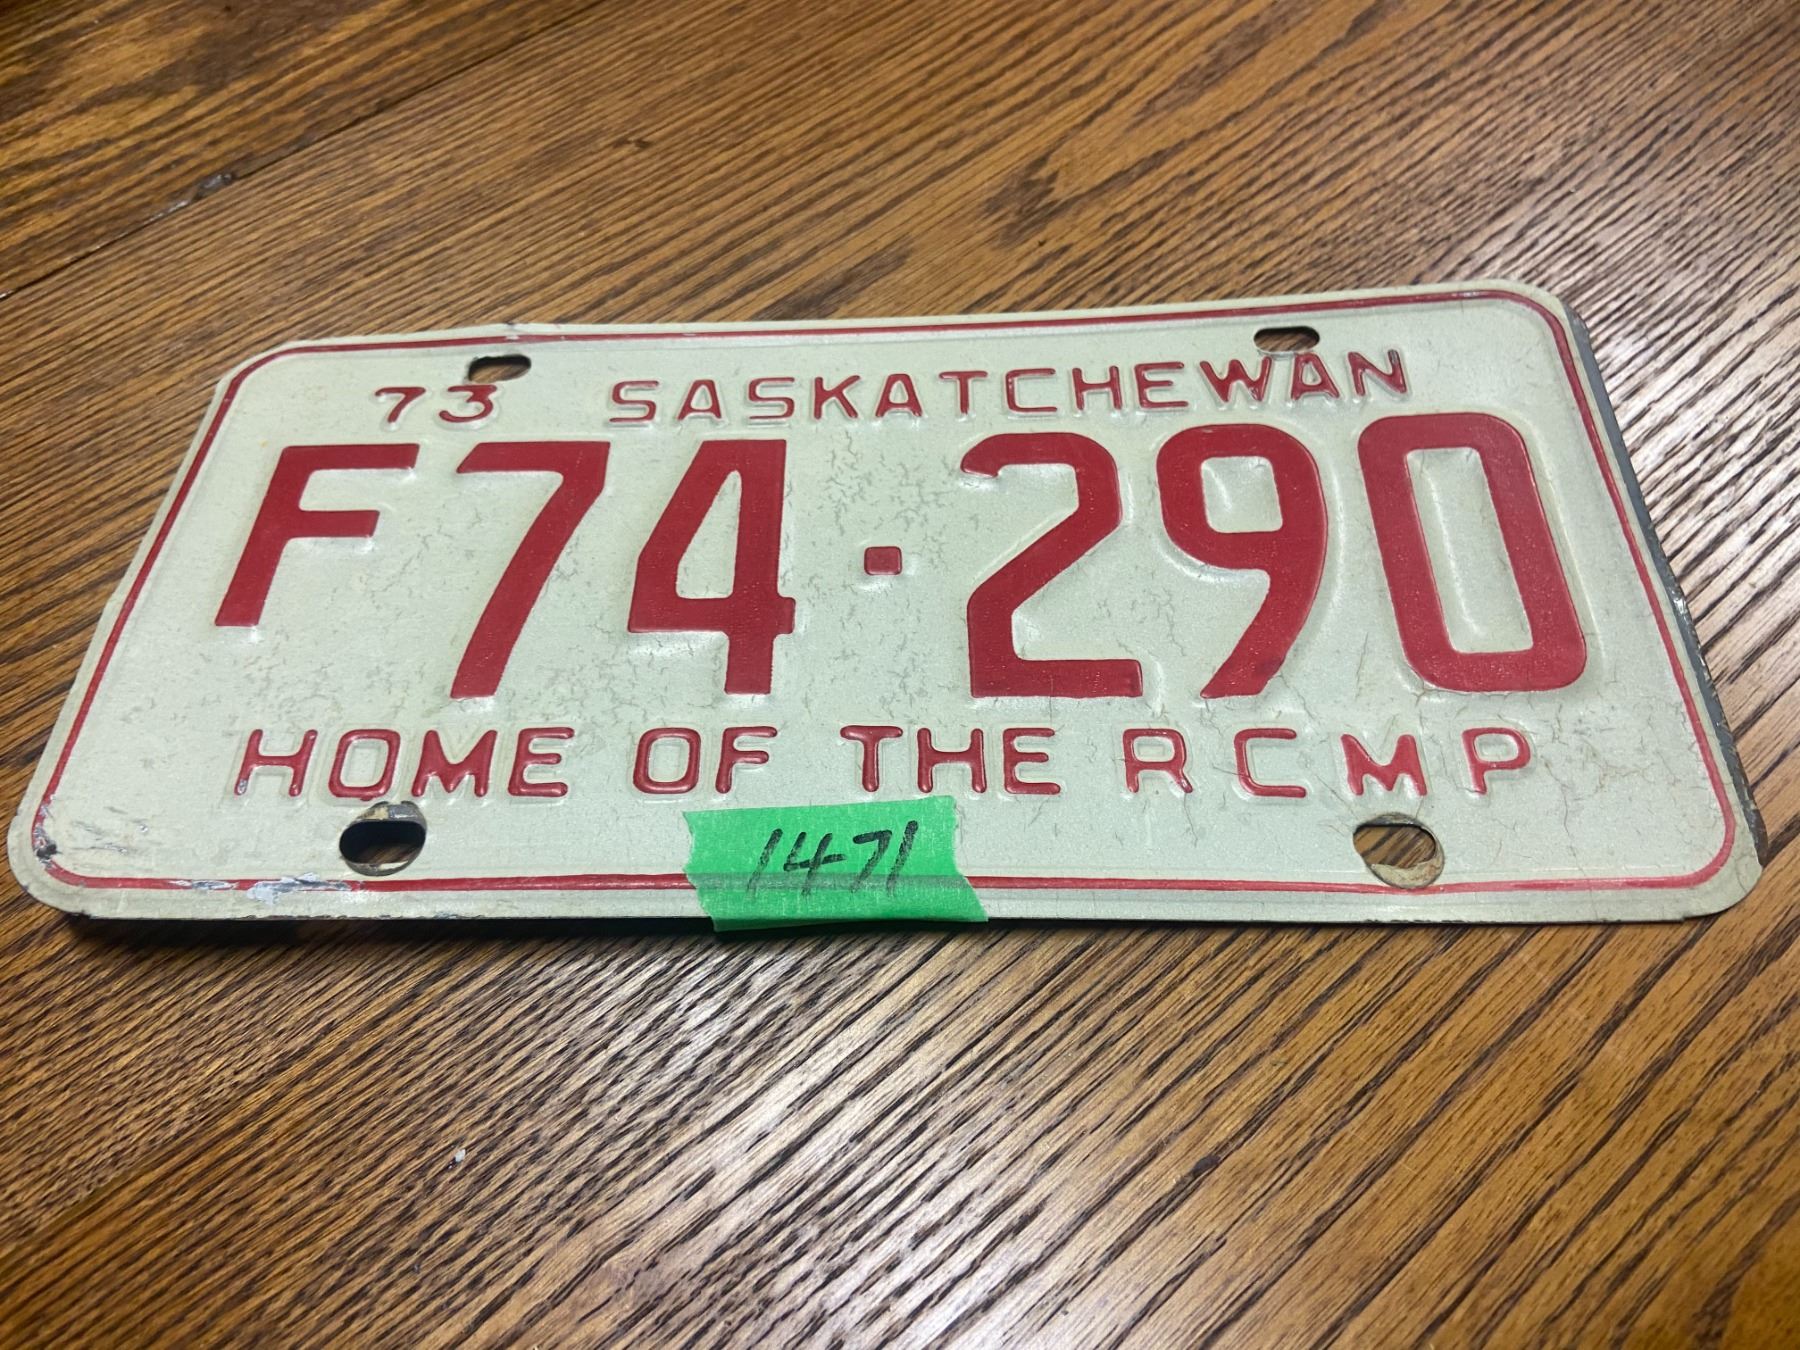 73 SASKATCHEWAN
F74·290
HOME OF THE RCMP
1471